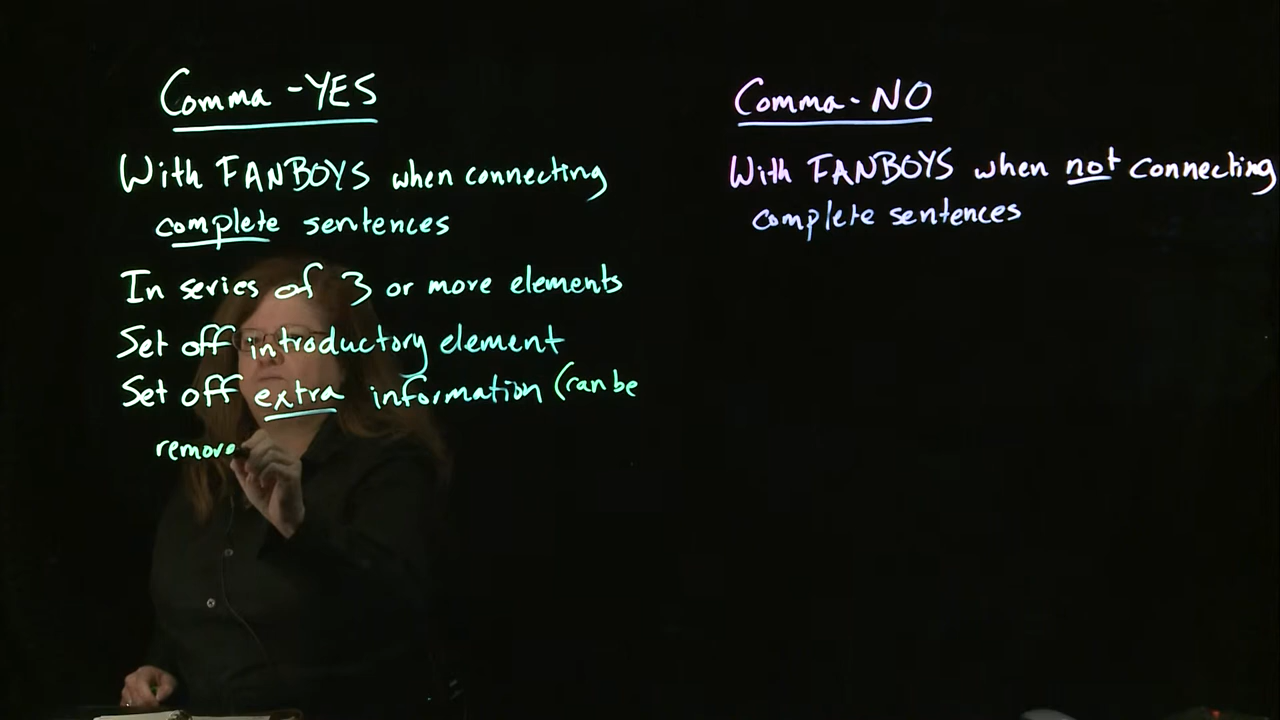 Comma - YES
With FANBOYS when connecting
complete sentences
In series of 3 or more elements
Set off introductory element
Set off extra information (can be
remove
Comma - NO
With FANBOYS when not connecting
complete sentences